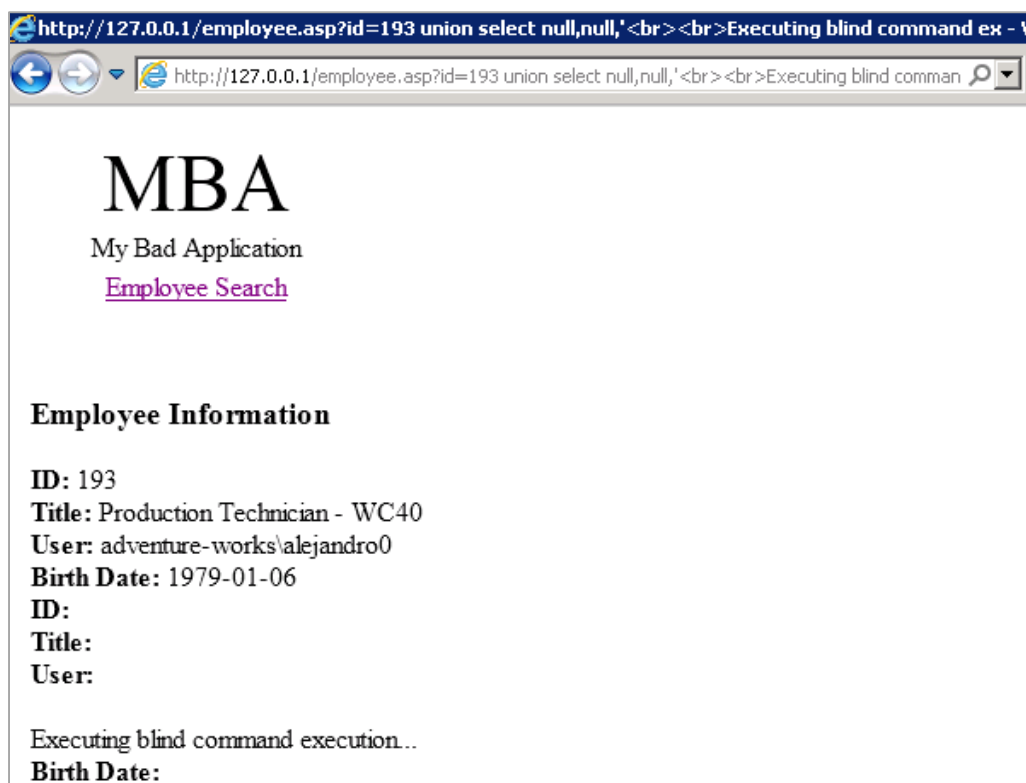 http://127.0.0.1/employee.asp?id=193 union select null,null,'<br><br>Executing blind command ex -
http://127.0.0.1/employee.asp?id=193 union select null,null,'<br><br>Executing blind comman
MBA
My Bad Application
Employee Search
Employee Information
ID: 193
Title: Production Technician - WC40
User: adventure-works\alejandro0
Birth Date: 1979-01-06
ID:
Title:
User:
Executing blind command execution...
Birth Date: